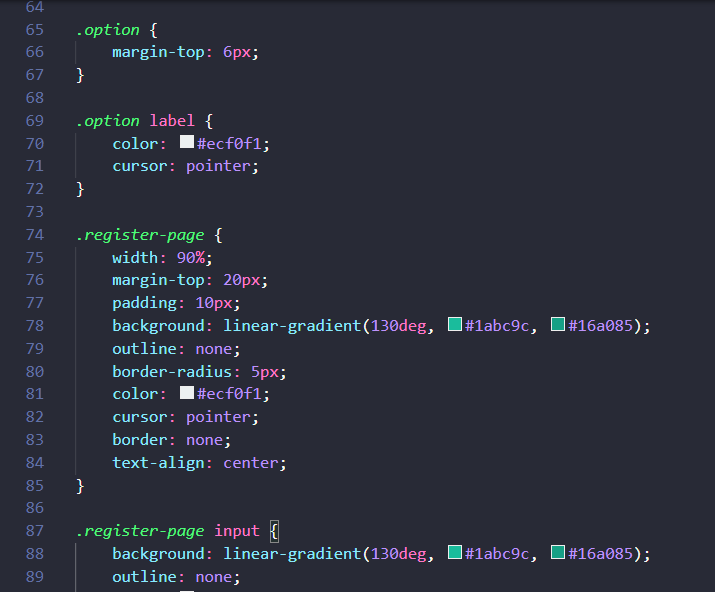 64
65 .option {
66 margin-top: 6px;
67 }
68
69 .option label {
70 color: #ecf0f1;
71 cursor: pointer;
72 }
73
74 .register-page {
75 width: 90%;
76 margin-top: 20px;
77 padding: 10px;
78 background: linear-gradient(130deg, #1abc9c, #16a085);
79 outline: none;
80 border-radius: 5px;
81 color: #ecf0f1;
82 cursor: pointer;
83 border: none;
84 text-align: center;
85 }
86
87 .register-page input {
88 background: linear-gradient(130deg, #1abc9c, #16a085);
89 outline: none;